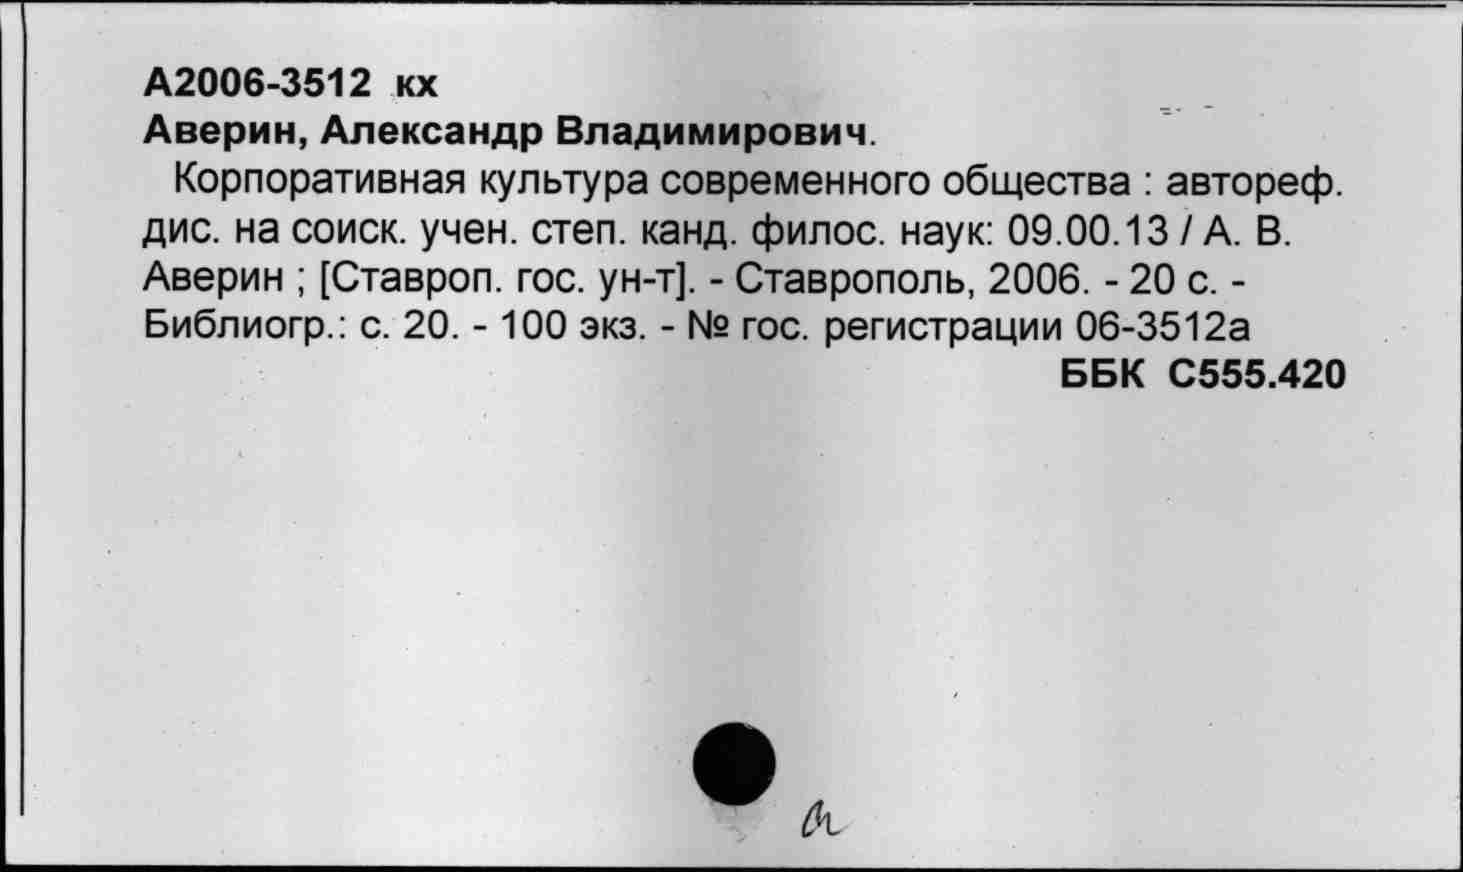 А2006-3512 кх
Аверин, Александр Владимирович.
Корпоративная культура современного общества : автореф.
дис. на соиск. учен. степ. канд. филос. наук: 09.00.13 / А. В.
Аверин ; [Ставроп. гос. ун-т]. - Ставрополь, 2006. - 20 с. -
Библиогр.: с. 20. - 100 экз. - № гос. регистрации 06-3512а
ББК С555.420